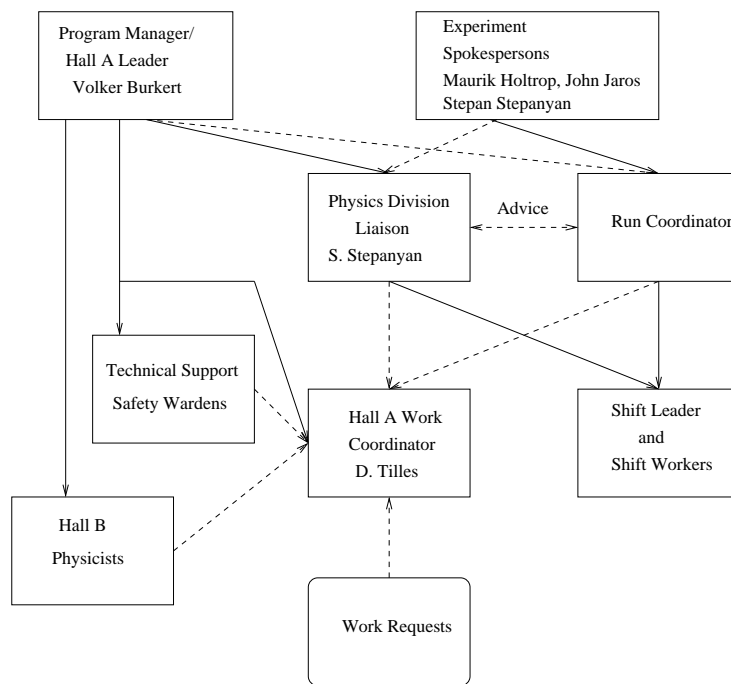 Program Manager/
Hall A Leader
Volker Burkert
Experiment
Spokespersons
Maurik Holtrop, John Jaros
Stepan Stepanyan
Physics Division
Liaison
S. Stepanyan
Advice
Run Coordinator
Technical Support
Safety Wardens
Hall A Work
Coordinator
D. Tilles
Shift Leader
and
Shift Workers
Hall B
Physicists
Work Requests